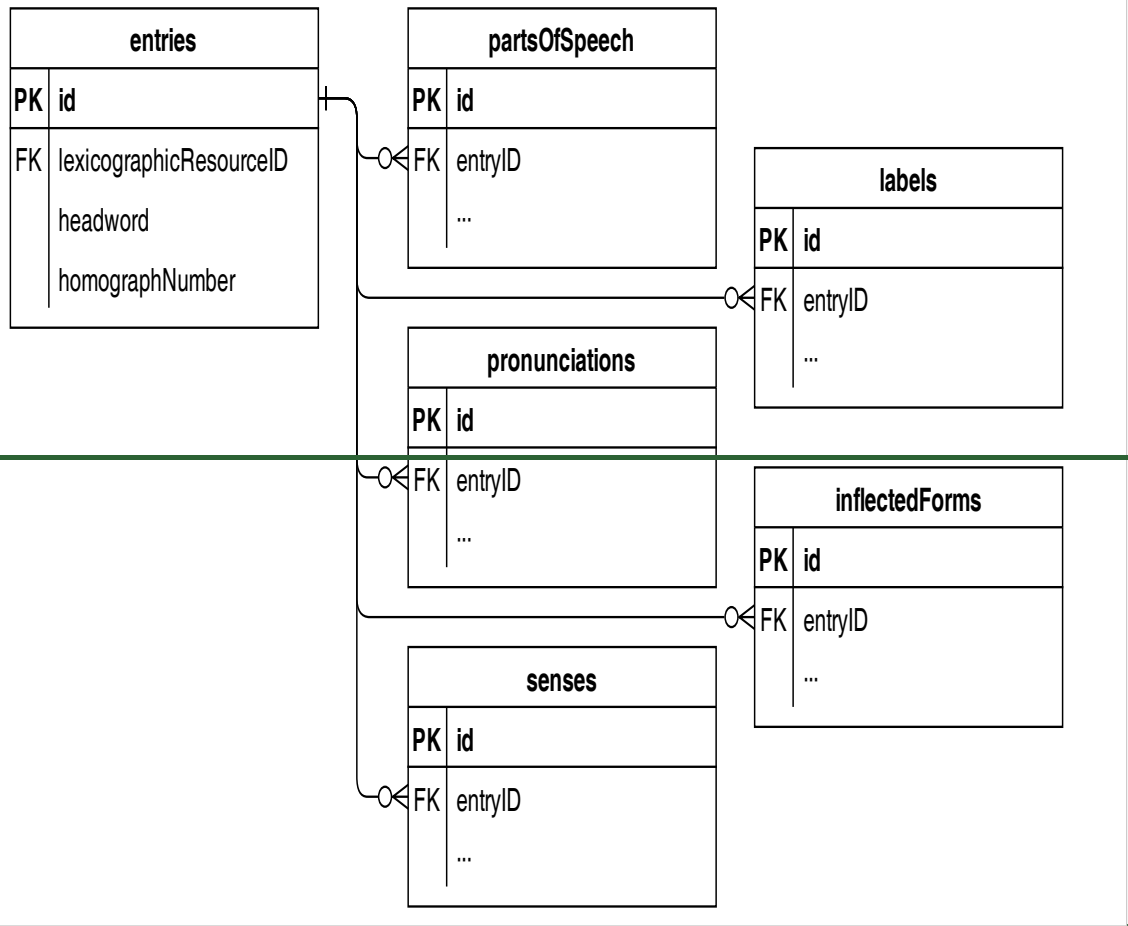 entries
PK id
FK lexicographicResourceID
headword
homographNumber
partsOfSpeech
PK id
FK entryID
...
labels
PK id
FK entryID
...
pronunciations
PK id
FK entryID
...
inflectedForms
PK id
FK entryID
...
senses
PK id
FK entryID
...